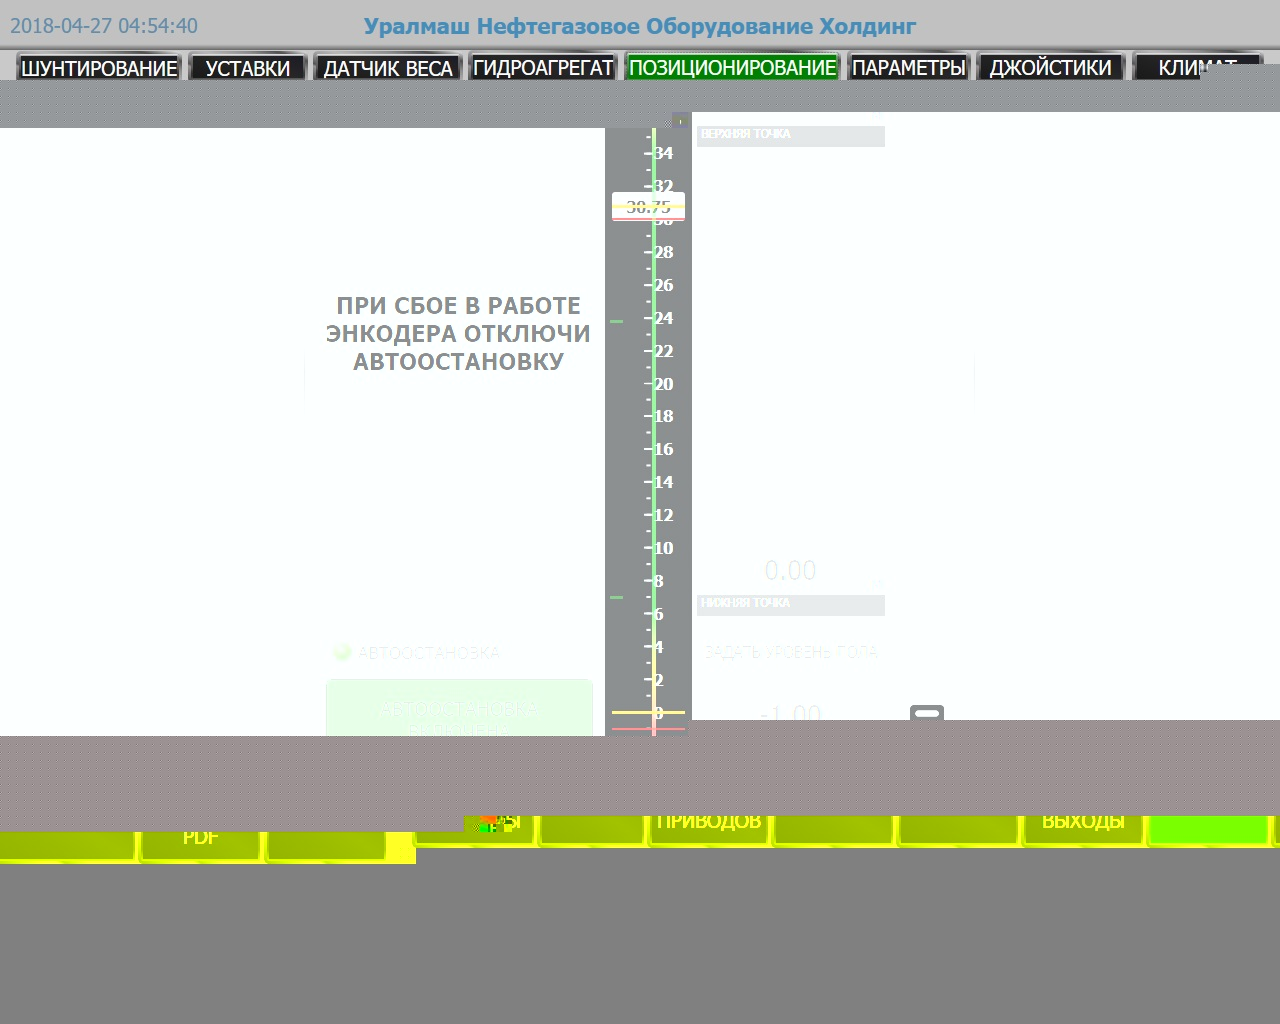 2018-04-27 04:54:40
Уралмаш Нефтегазовое Оборудование Холдинг
ШУНТИРОВАНИЕ УСТАВКИ ДАТЧИК ВЕСА ГИДРОАГРЕГАТ ПОЗИЦИОНИРОВАНИЕ ПАРАМЕТРЫ ДЖОЙСТИКИ КЛИМАТ
ВЕРХНЯЯ ТОЧКА
34
32
30.75
30
28
ПРИ СБОЕ В РАБОТЕ
ЭНКОДЕРА ОТКЛЮЧИ
АВТООСТАНОВКУ
26
24
22
20
18
16
14
12
10
0.00
8
НИЖНЯЯ ТОЧКА
6
4
АВТООСТАНОВКА
ЗАДАТЬ УРОВЕНЬ ПОЛА
2
АВТООСТАНОВКА
ВКЛЮЧЕНА
0
-1.00
ПРИВОДОВ ВЫХОДЫ
PDF